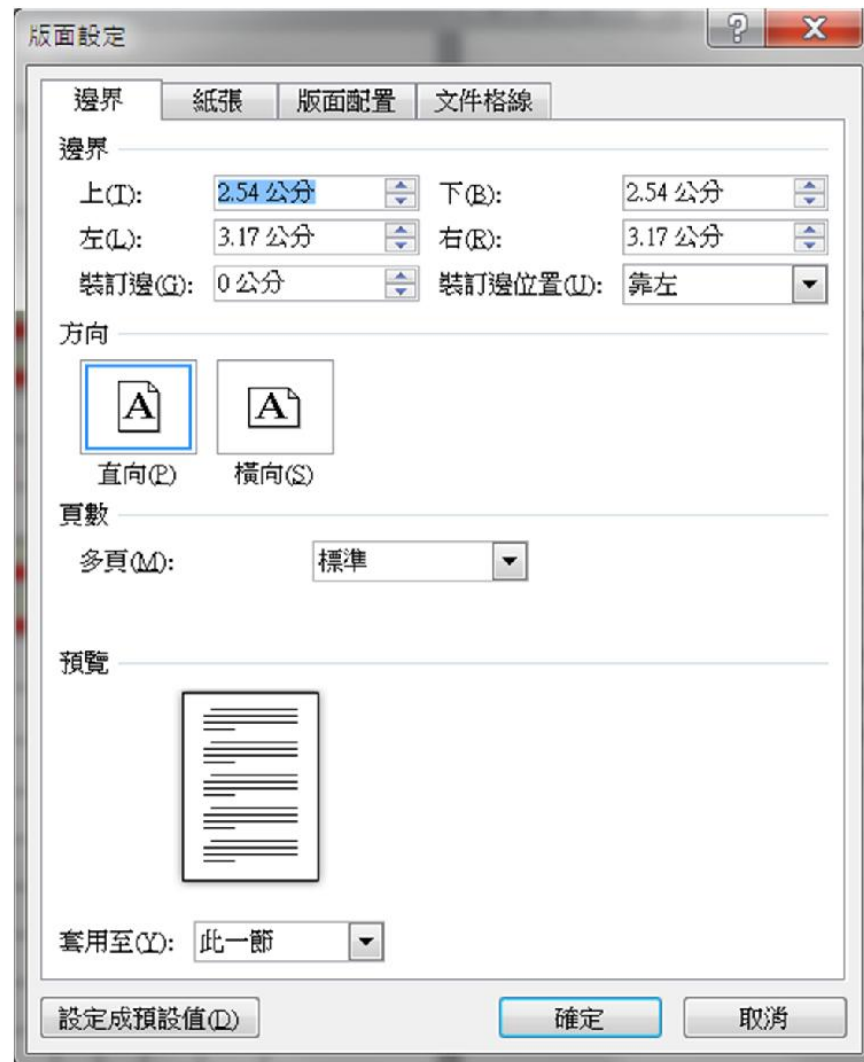 版面設定
邊界 紙張 版面配置 文件格線
邊界
上(T): 2.54 公分 下(B): 2.54 公分
左(L): 3.17 公分 右(R): 3.17 公分
裝訂邊(G): 0 公分 裝訂邊位置(U): 靠左
方向
A A
直向(P) 橫向(S)
頁數
多頁(M): 標準
預覽
套用至(Y): 此一節
設定成預設值(D) 確定 取消